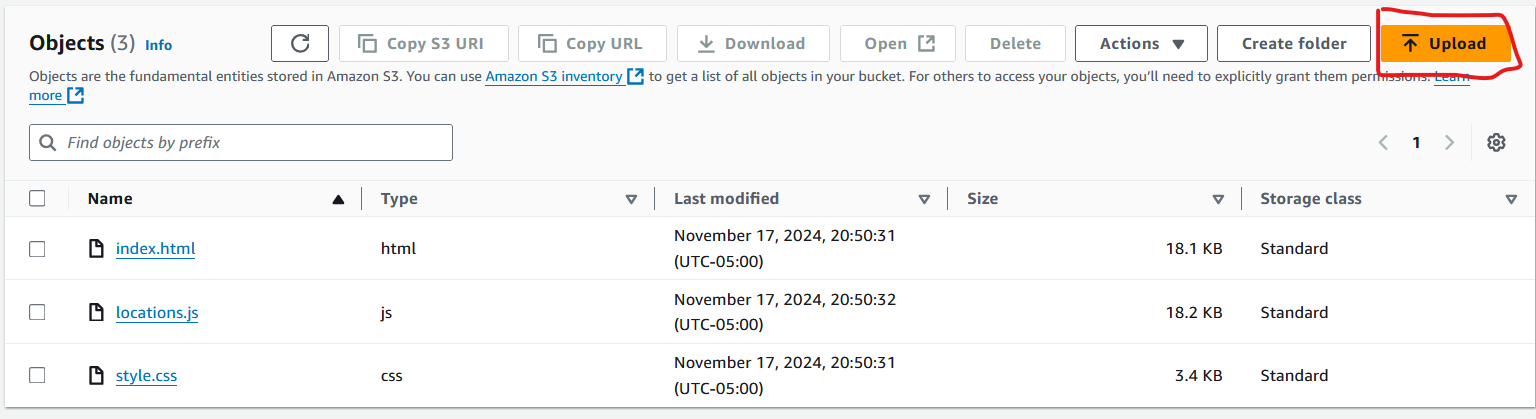 Objects (3) Info Copy S3 URI Copy URL Download Open Delete Actions Create folder Upload
Objects are the fundamental entities stored in Amazon S3. You can use Amazon S3 inventory to get a list of all objects in your bucket. For others to access your objects, you'll need to explicitly grant them permissions. Learn
more
Find objects by prefix 1
Name Type Last modified Size Storage class
index.html html November 17, 2024, 20:50:31 (UTC-05:00) 18.1 KB Standard
locations.js js November 17, 2024, 20:50:32 (UTC-05:00) 18.2 KB Standard
style.css css November 17, 2024, 20:50:31 (UTC-05:00) 3.4 KB Standard